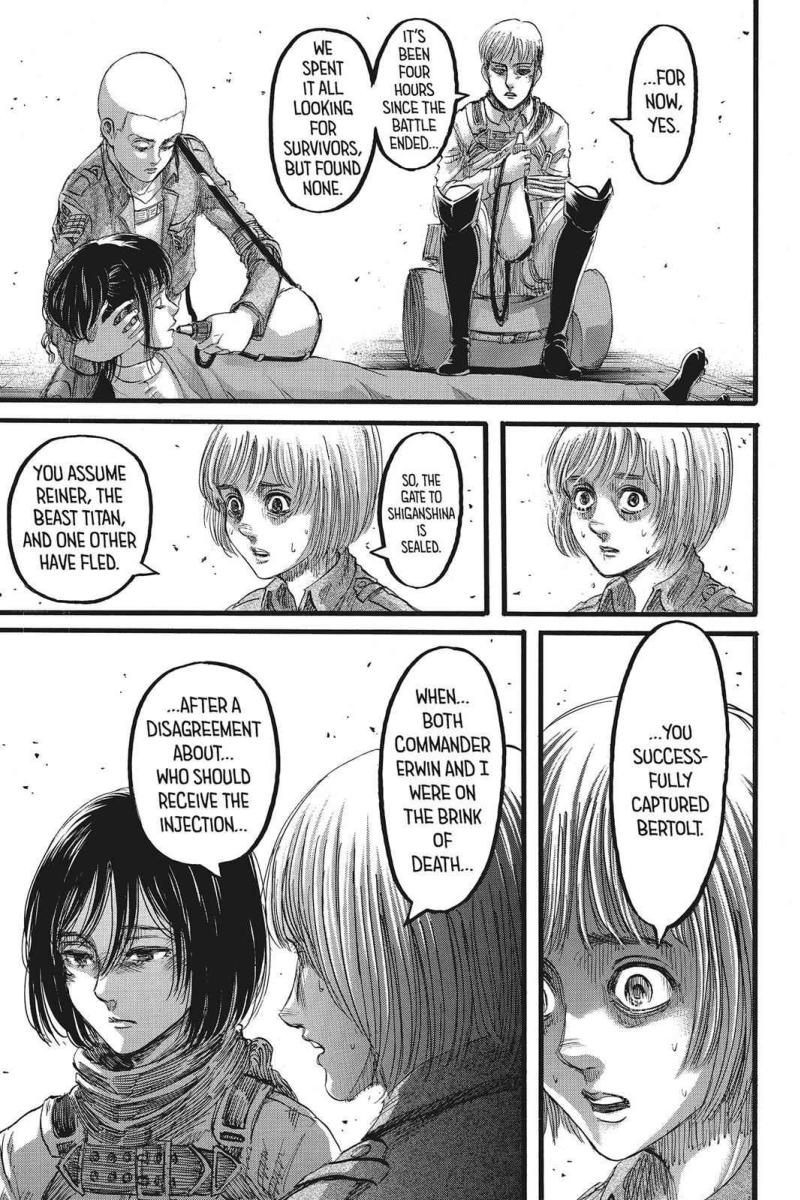 ...FOR
NOW,
YES.
IT'S
BEEN
FOUR
HOURS
SINCE THE
BATTLE
ENDED...
WE
SPENT
IT ALL
LOOKING
FOR
SURVIVORS,
BUT FOUND
NONE.
SO, THE
GATE TO
SHIGANSHINA
IS
SEALED.
YOU ASSUME
REINER, THE
BEAST TITAN,
AND ONE OTHER
HAVE FLED.
...YOU
SUCCESS-
FULLY
CAPTURED
BERTOLT.
WHEN...
BOTH
COMMANDER
ERWIN AND I
WERE ON
THE BRINK
OF
DEATH...
...AFTER A
DISAGREEMENT
ABOUT...
WHO SHOULD
RECEIVE THE
INJECTION...